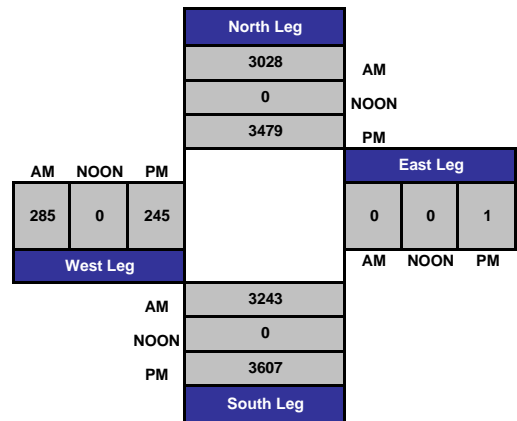 North Leg
3028 AM
0 NOON
3479 PM
AM NOON PM
East Leg
285 0 245
0 0 1
West Leg
AM NOON PM
AM 3243
NOON 0
PM 3607
South Leg